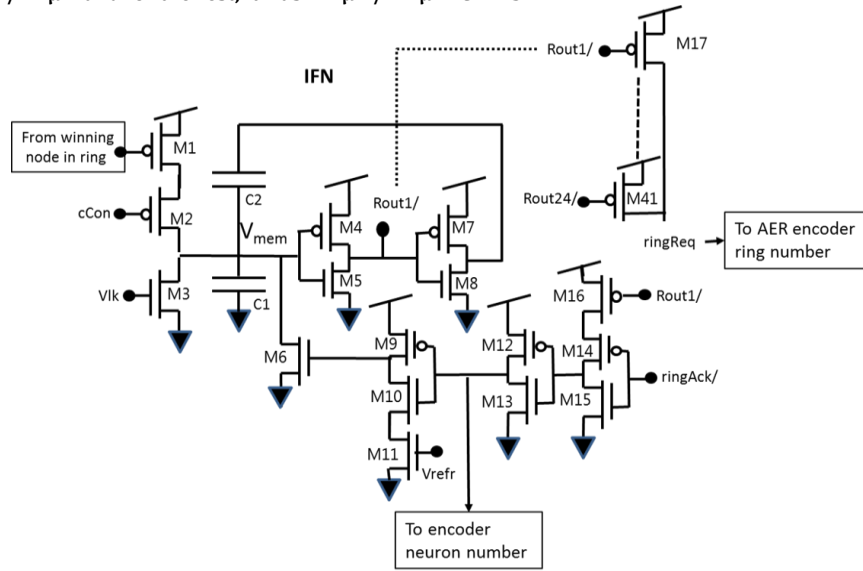 IFN
Rout1/
M17
From winning
node in ring
M1
cCon
M2
C2
Vmem
M4
Rout1/
M7
Rout24/
M41
ringReq
To AER encoder
ring number
Vlk
M3
C1
M5
M8
M16
Rout1/
M6
M9
M12
M14
ringAck/
M10
M13
M15
M11
Vrefr
To encoder
neuron number